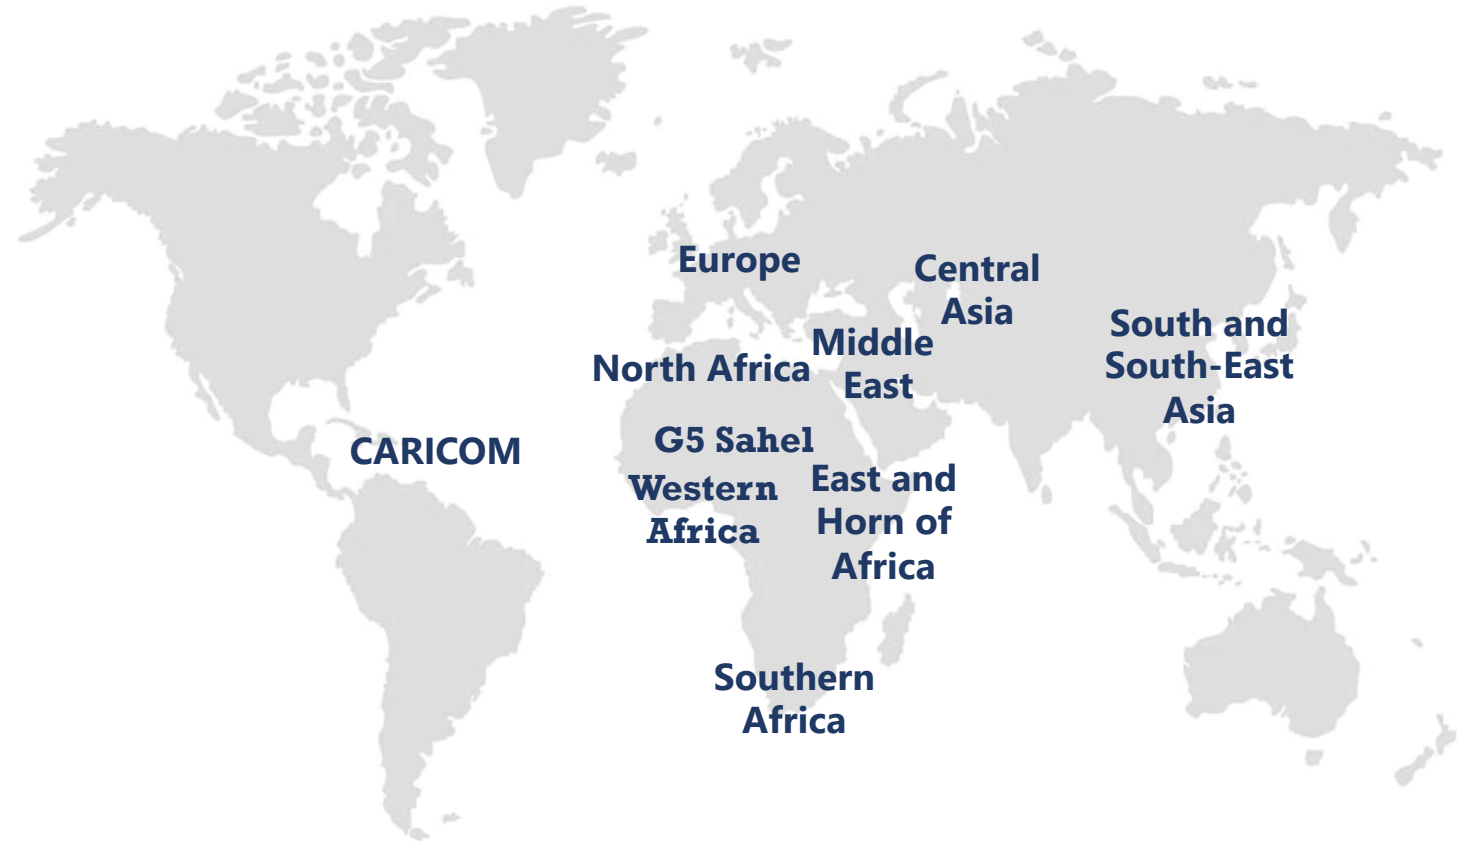 Europe
Central
Asia
South and
South-East
Asia
Middle
East
North Africa
G5 Sahel
CARICOM
Western
Africa
East and
Horn of
Africa
Southern
Africa